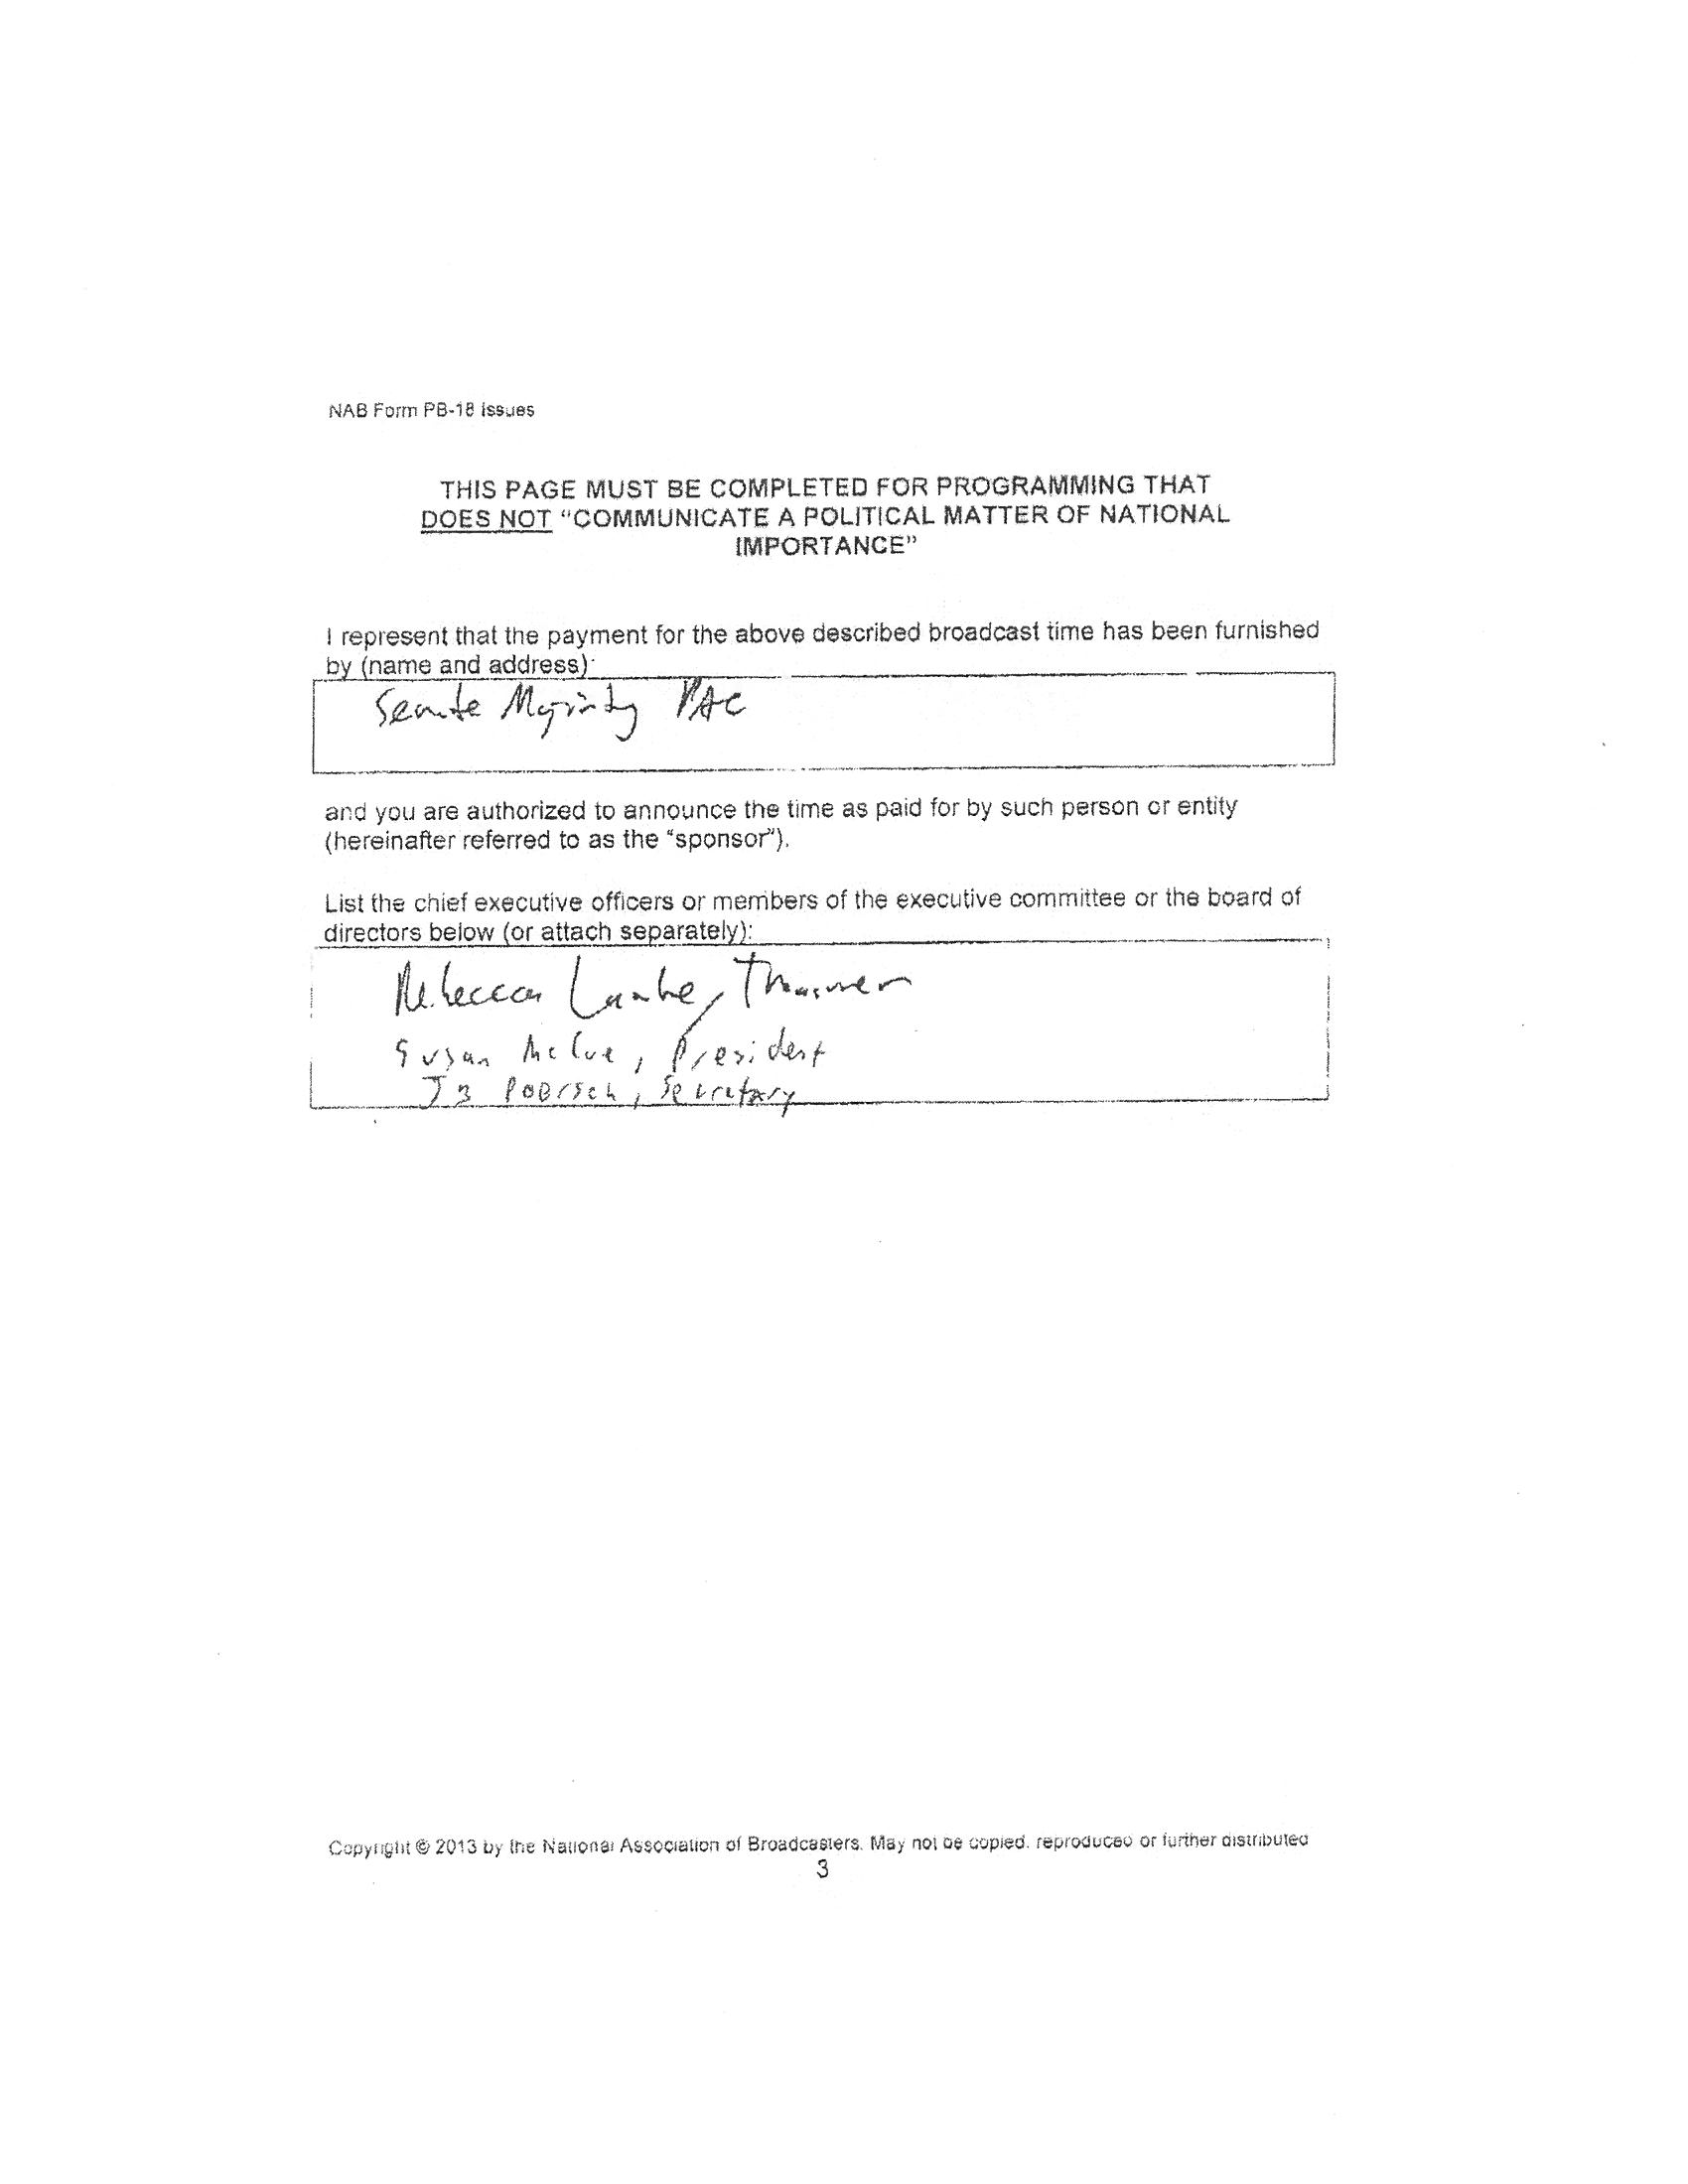 NAB Form PB-18 Issues
THIS PAGE MUST BE COMPLETED FOR PROGRAMMING THAT
DOES NOT "COMMUNICATE A POLITICAL MATTER OF NATIONAL
IMPORTANCE"
I represent that the payment for the above described broadcast time has been furnished
by (name and address):
Senate Majority PAC
and you are authorized to announce the time as paid for by such person or entity
(hereinafter referred to as the "sponsor").
List the chief executive officers or members of the executive committee or the board of
directors below (or attach separately):
Rebecca Lambe,
Susan McCue, President
JB Poersch, Secretary
Copyright © 2013 by the National Association of Broadcasters. May not be copied, reproduced or further distributed
3